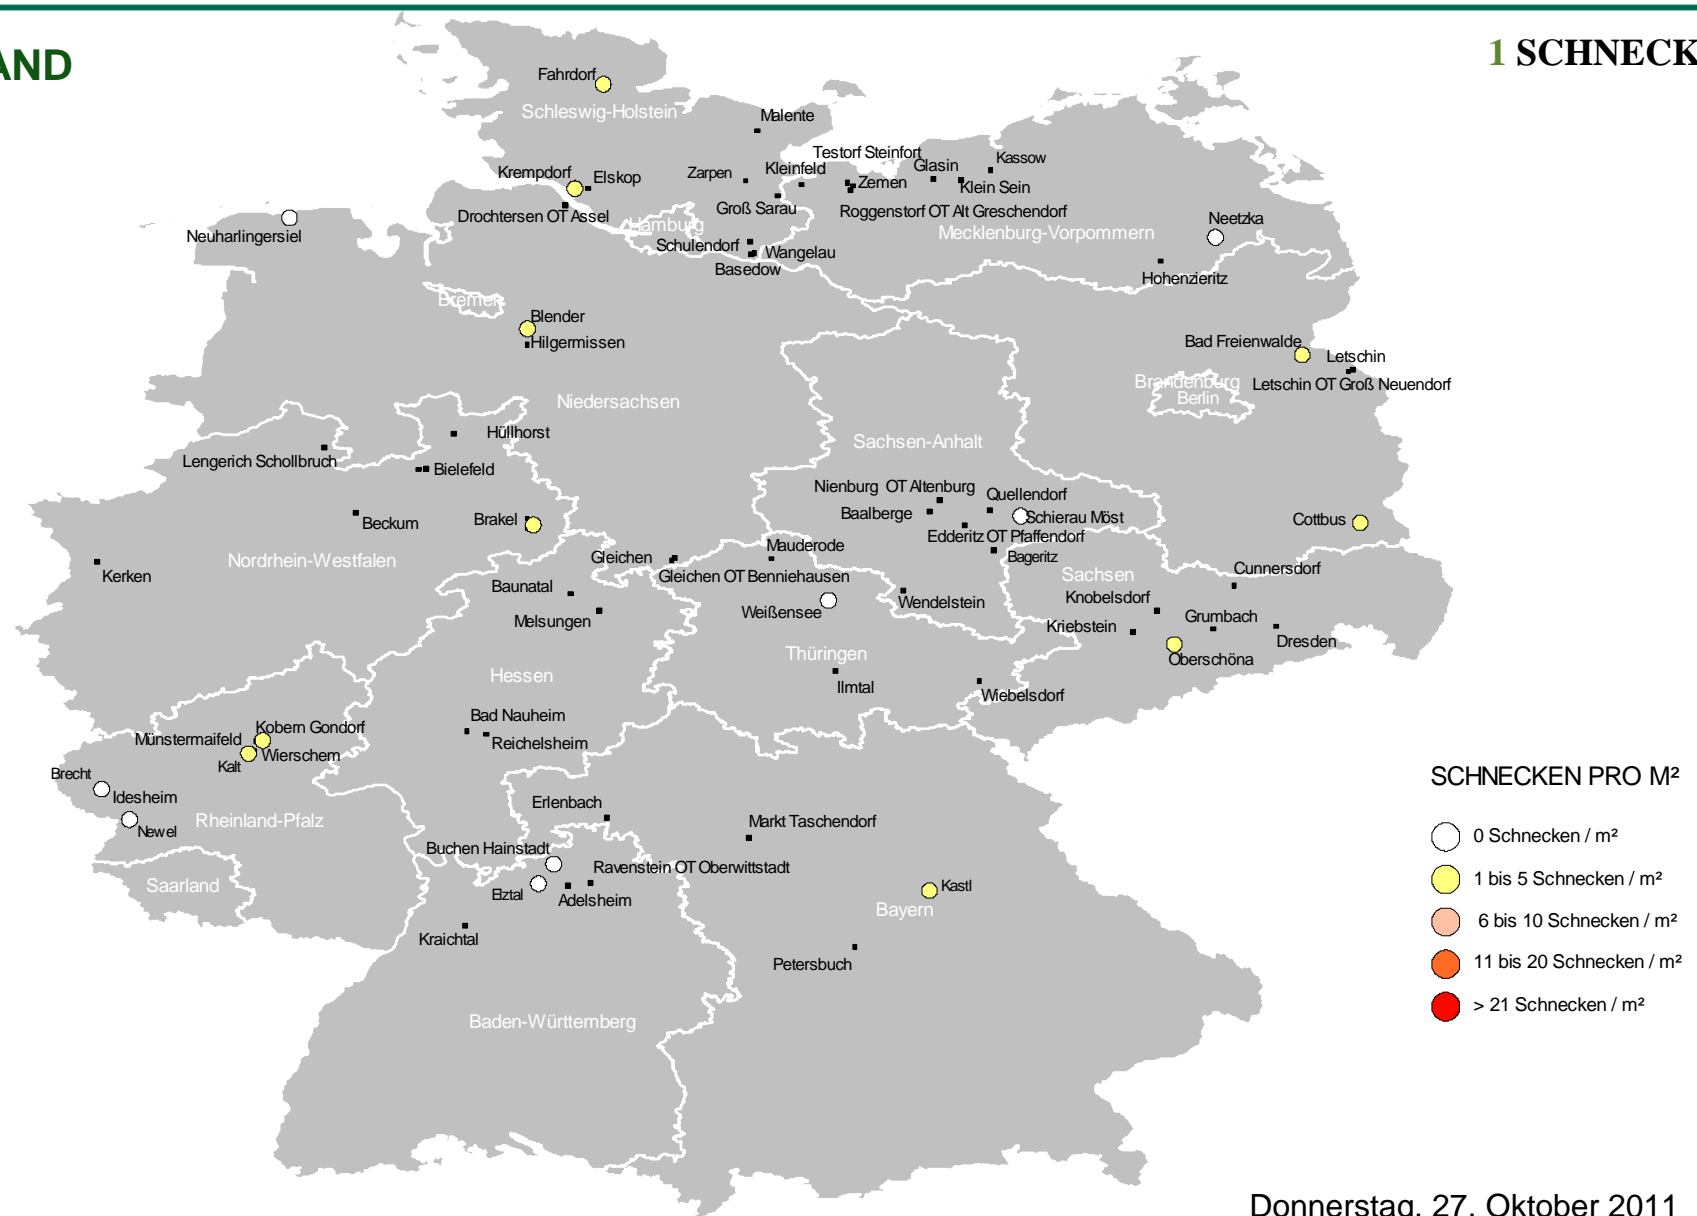 AND
1 SCHNECK
Fahrdorf
Schleswig-Holstein
Malente
Testorf Steinfort
Glasin
Kassow
Krempdorf
Elskop
Zarpen
Kleinfeld
Zemen
Klein Sein
Drochtersen OT Assel
Groß Sarau
Roggenstorf OT Alt Greschendorf
Hamburg
Mecklenburg-Vorpommern
Neetzka
Neuharlingersiel
Schulendorf
Wangelau
Basedow
Hohenzieritz
Bremen
Blender
Hilgermissen
Bad Freienwalde
Letschin
Letschin OT Groß Neuendorf
Brandenburg
Berlin
Niedersachsen
Hüllhorst
Sachsen-Anhalt
Lengerich Schollbruch
Bielefeld
Nienburg OT Altenburg
Quellendorf
Beckum
Brakel
Baalberge
Schierau Möst
Cottbus
Edderitz OT Pfaffendorf
Mauderode
Bageritz
Nordrhein-Westfalen
Gleichen
Gleichen OT Benniehausen
Sachsen
Cunnersdorf
Kerken
Baunatal
Wendelstein
Knobelsdorf
Melsungen
Weißensee
Grumbach
Kriebstein
Dresden
Thüringen
Oberschöna
Hessen
Ilmtal
Wiebelsdorf
Bad Nauheim
Kobern Gondorf
Münstermaifeld
Reichelsheim
Wierschem
Kalt
Brecht
Idesheim
Erlenbach
Rheinland-Pfalz
Newel
Markt Taschendorf
Buchen Hainstadt
Ravenstein OT Oberwittstadt
Saarland
Elztal
Adelsheim
Kastl
Bayern
Kraichtal
Petersbuch
Baden-Württemberg
SCHNECKEN PRO M²
0 Schnecken / m²
1 bis 5 Schnecken / m²
6 bis 10 Schnecken / m²
11 bis 20 Schnecken / m²
> 21 Schnecken / m²
Donnerstag, 27. Oktober 2011